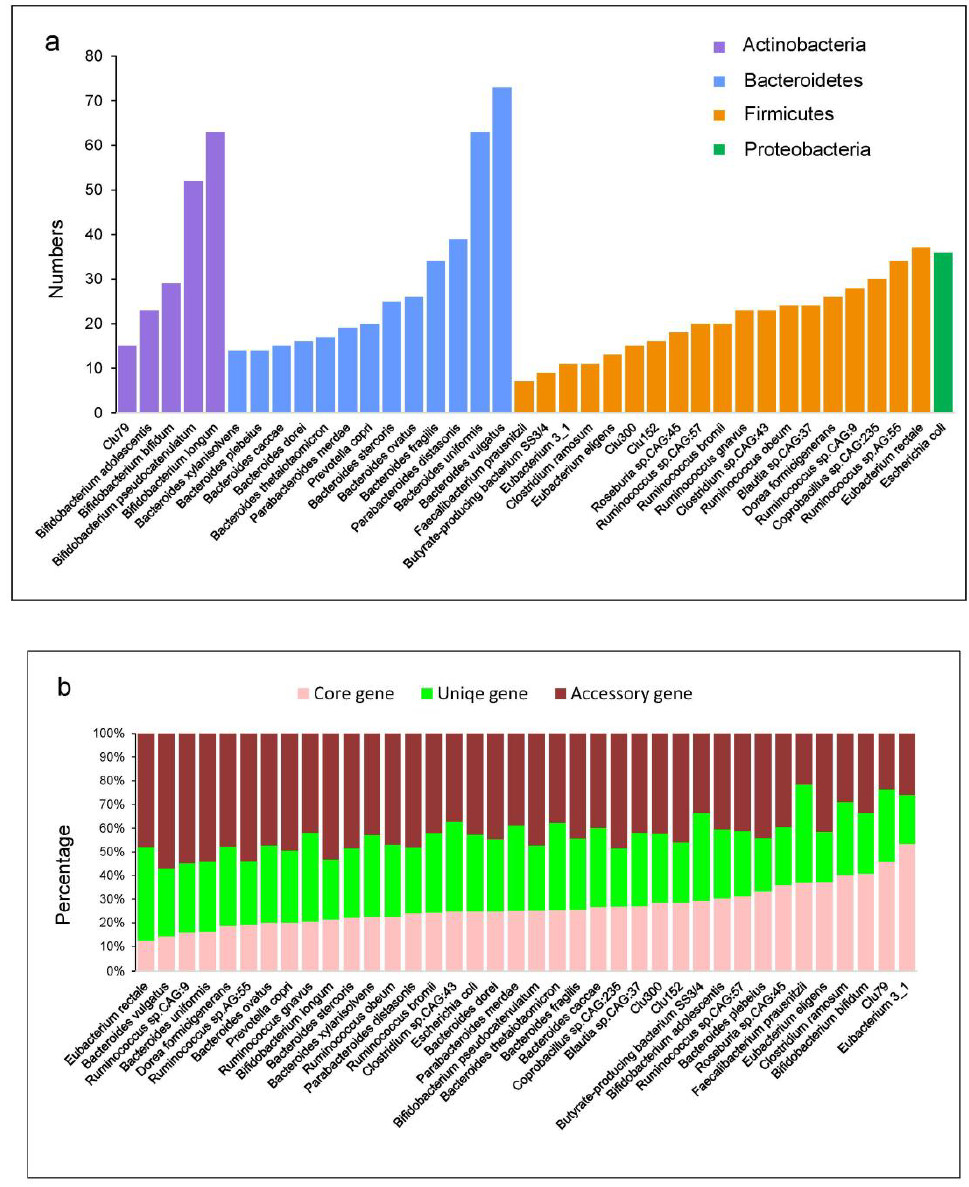 a
Actinobacteria
Bacteroidetes
Firmicutes
Proteobacteria
Numbers
80
70
60
50
40
30
20
10
0
Clu79
Bifidobacterium adolescentis
Bifidobacterium bifidum
Bifidobacterium pseudocatenulatum
Bifidobacterium longum
Bacteroides xylanisolvens
Bacteroides plebeius
Bacteroides caccae
Bacteroides dorei
Bacteroides thetaiotaomicron
Parabacteroides merdae
Prevotella copri
Bacteroides stercoris
Bacteroides ovatus
Bacteroides fragilis
Parabacteroides distasonis
Bacteroides uniformis
Bacteroides vulgatus
Faecalibacterium prausnitzii
Butyrate-producing bacterium SS3/4
Eubacterium 3_1
Clostridium ramosum
Eubacterium eligens
Clu300
Clu152
Roseburia sp.CAG:45
Ruminococcus sp.CAG:57
Ruminococcus bromii
Ruminococcus gnavus
Clostridium sp.CAG:43
Ruminococcus obeum
Blautia sp.CAG:37
Dorea formicigenerans
Ruminococcus sp CAG:9
Coprobacillus sp.CAG:235
Ruminococcus sp.AG:55
Eubacterium rectale
Escherichia coli
b
Core gene
Uniqe gene
Accessory gene
Percentage
100%
90%
80%
70%
60%
50%
40%
30%
20%
10%
0%
Eubacterium rectale
Bacteroides vulgatus
Ruminococcus sp CAG:9
Bacteroides uniformis
Dorea formicigenerans
Ruminococcus sp.AG:55
Bacteroides ovatus
Prevotella copri
Ruminococcus gnavus
Bifidobacterium longum
Bacteroides stercoris
Bacteroides xylanisolvens
Ruminococcus obeum
Parabacteroides distasonis
Ruminococcus bromii
Clostridium sp.CAG:43
Escherichia coli
Bacteroides dorei
Parabacteroides merdae
Bifidobacterium pseudocatenulatum
Bacteroides thetaiotaomicron
Bacteroides fragilis
Bacteroides caccae
Coprobacillus sp.CAG:235
Blautia sp.CAG:37
Clu300
Clu152
Butyrate-producing bacterium SS3/4
Bifidobacterium adolescentis
Ruminococcus sp.CAG:57
Bacteroides plebeius
Roseburia sp.CAG:45
Faecalibacterium prausnitzii
Eubacterium eligens
Clostridium ramosum
Bifidobacterium bifidum
Clu79
Eubacterium 3_1